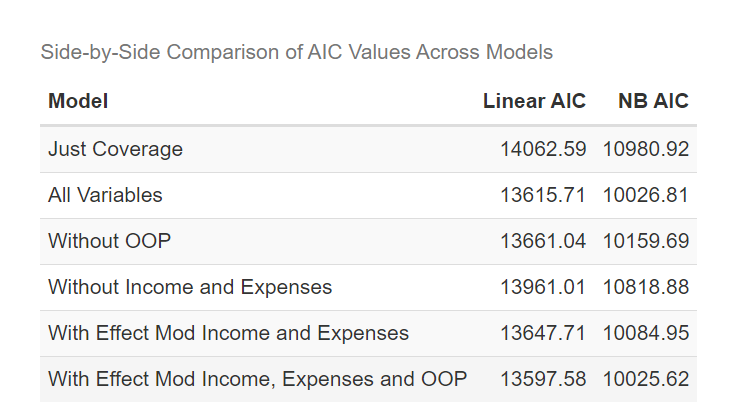 Side-by-Side Comparison of AIC Values Across Models
Model Linear AIC NB AIC
Just Coverage 14062.59 10980.92
All Variables 13615.71 10026.81
Without OOP 13661.04 10159.69
Without Income and Expenses 13961.01 10818.88
With Effect Mod Income and Expenses 13647.71 10084.95
With Effect Mod Income, Expenses and OOP 13597.58 10025.62